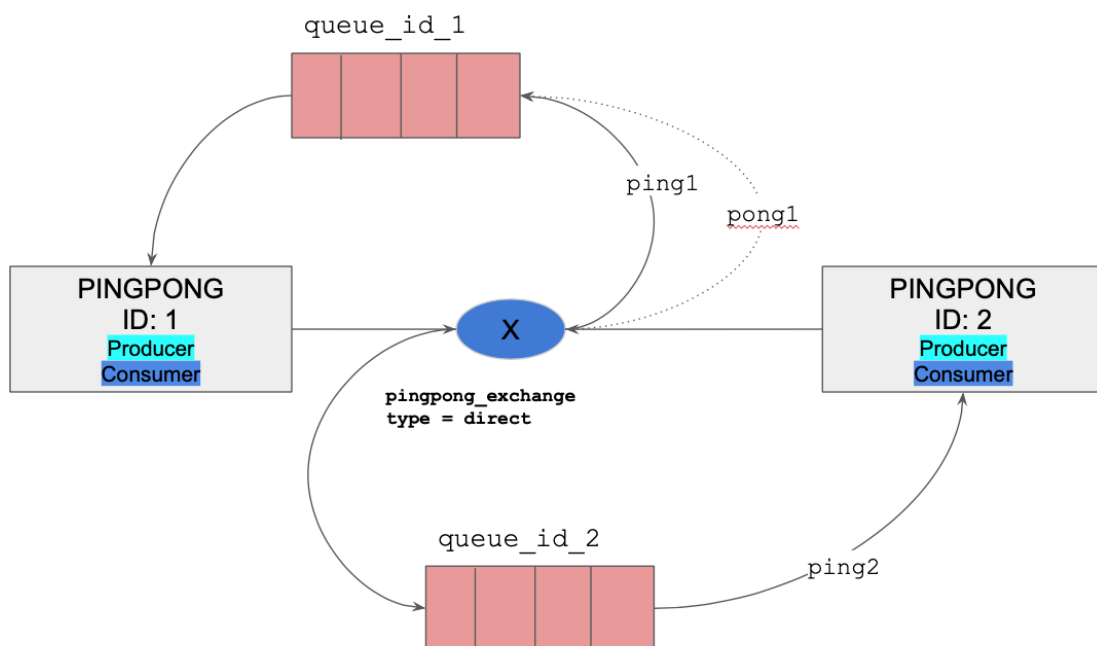 queue_id_1
ping1
pong1
PINGPONG
ID: 1
Producer
Consumer
X
PINGPONG
ID: 2
Producer
Consumer
pingpong_exchange
type = direct
queue_id_2
ping2